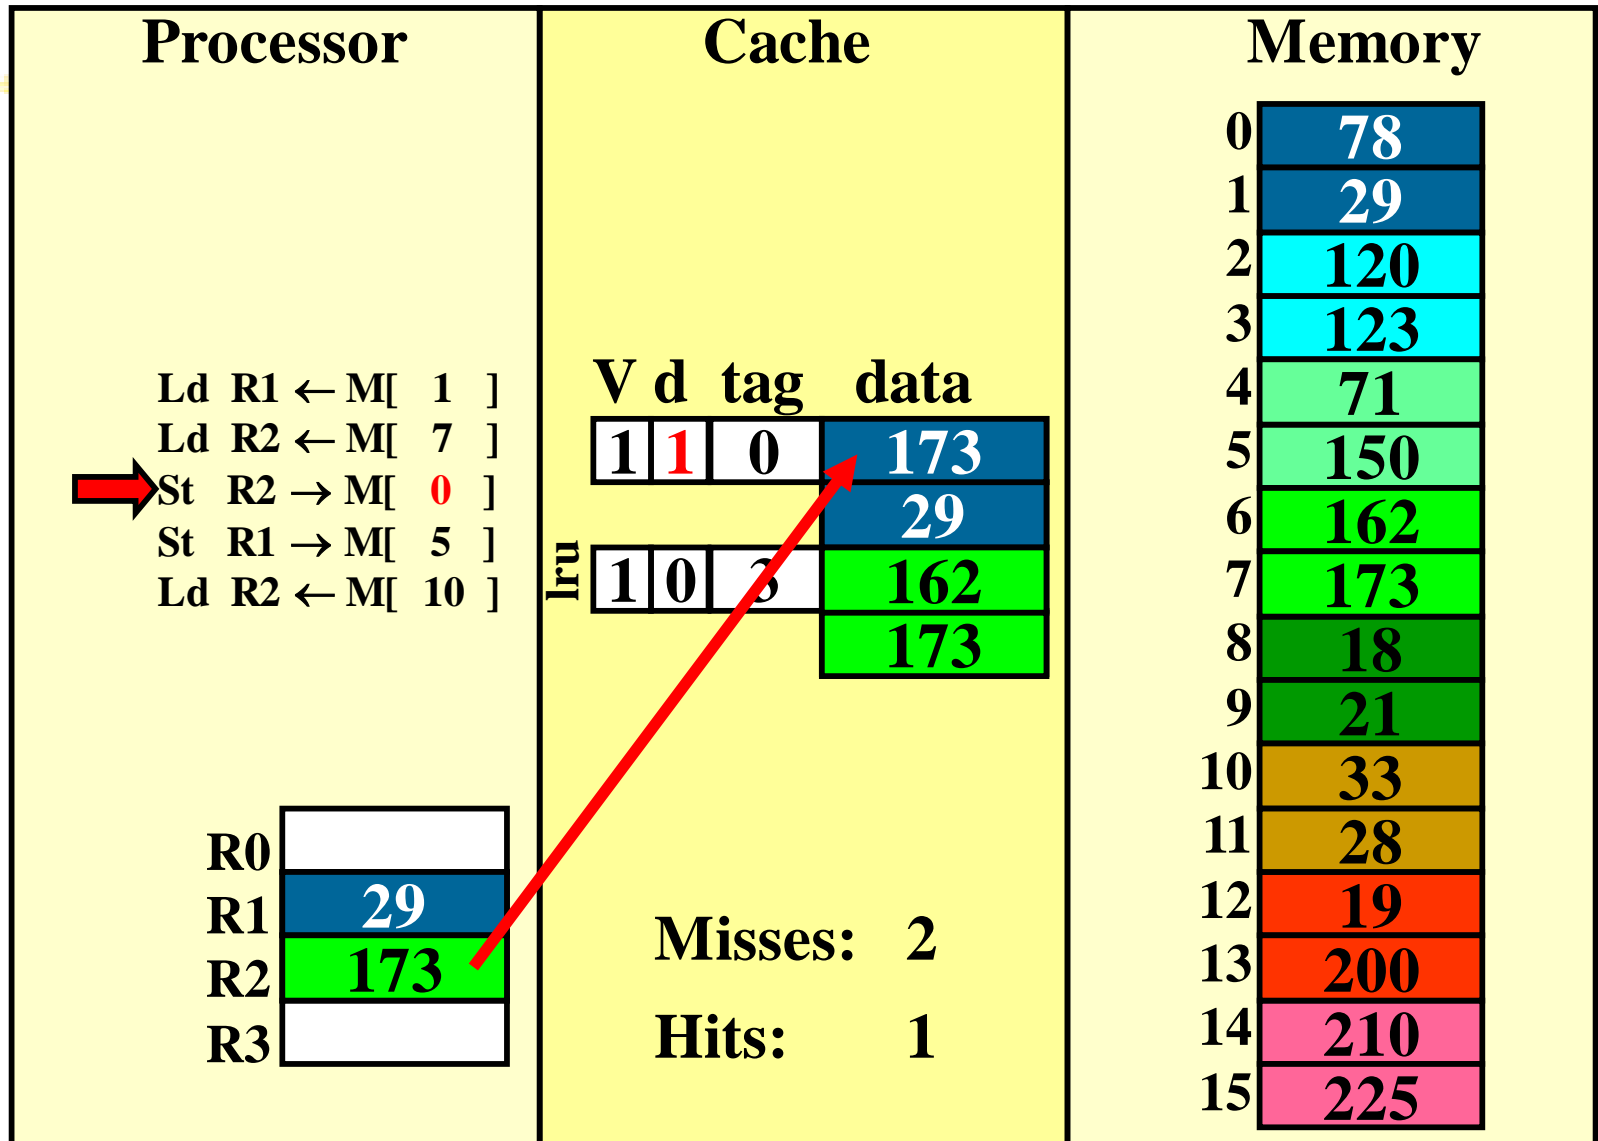 Processor
Ld R1 ← M[ 1 ]
Ld R2 ← M[ 7 ]
St R2 → M[ 0 ]
St R1 → M[ 5 ]
Ld R2 ← M[ 10 ]
R0
R1 29
R2 173
R3
Cache
V d tag data
1 1 0 173
29
lru
1 0 3 162
173
Misses: 2
Hits: 1
Memory
0 78
1 29
2 120
3 123
4 71
5 150
6 162
7 173
8 18
9 21
10 33
11 28
12 19
13 200
14 210
15 225